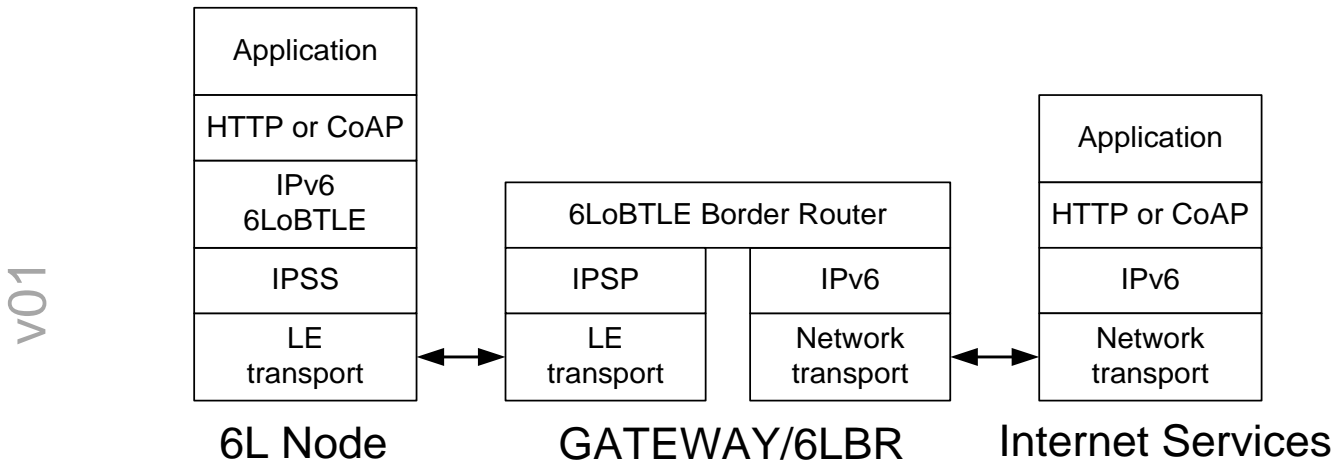 Application
HTTP or CoAP
IPv6
6LoBTLE
IPSS
LE
transport
6L Node
6LoBTLE Border Router
IPSP
LE
transport
IPv6
Network
transport
GATEWAY/6LBR
Application
HTTP or CoAP
IPv6
Network
transport
Internet Services
v01